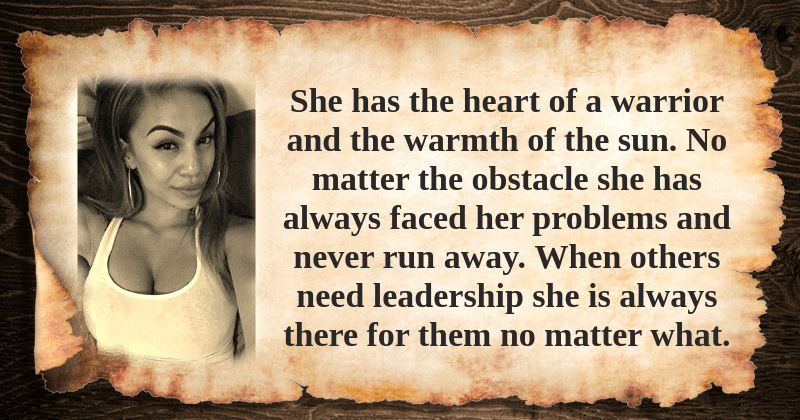 She has the heart of a warrior
and the warmth of the sun. No
matter the obstacle she has
always faced her problems and
never run away. When others
need leadership she is always
there for them no matter what.